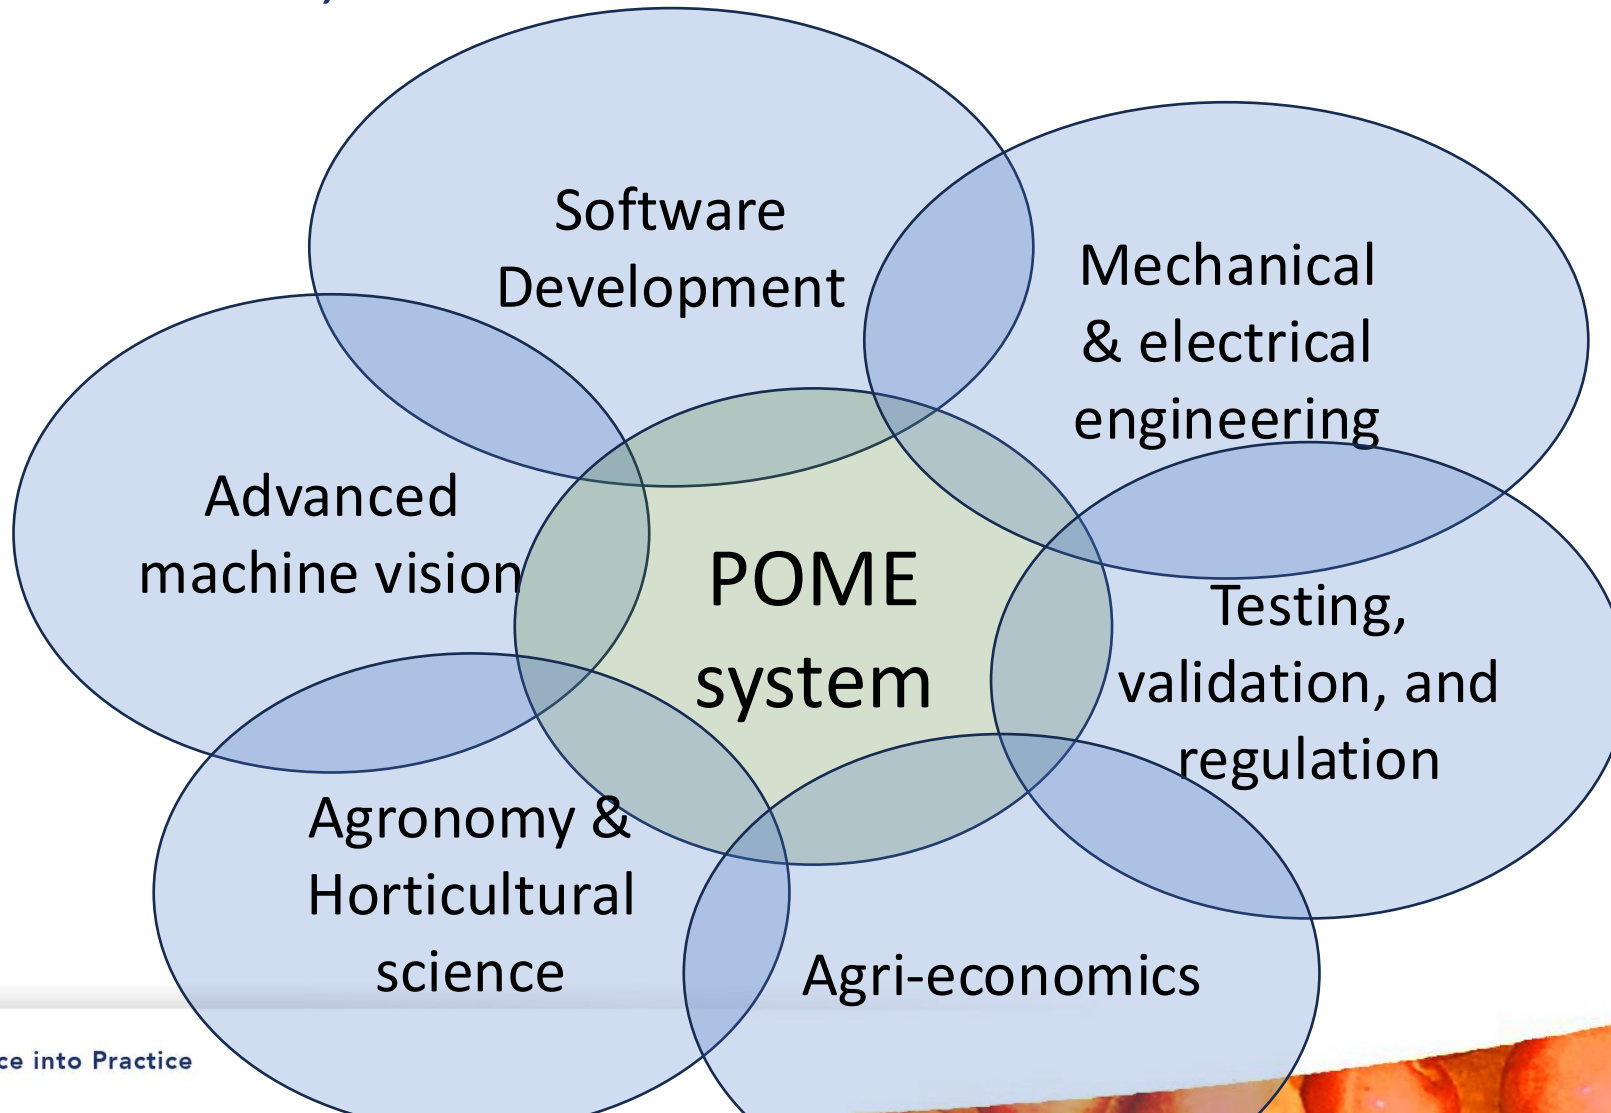 Software
Development
Mechanical
& electrical
engineering
Advanced
machine vision
POME
system
Testing,
validation, and
regulation
Agronomy &
Horticultural
science
Agri-economics
into Practice